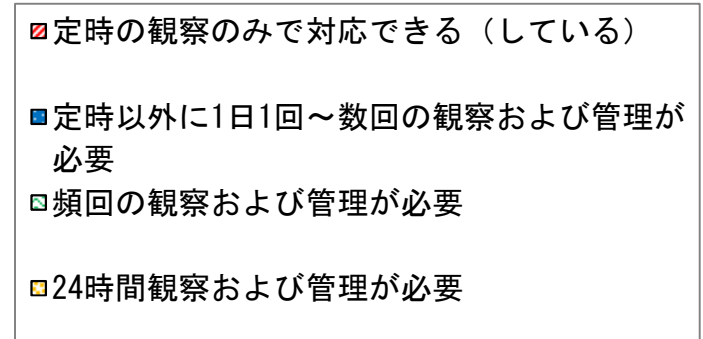 定時の観察のみで対応できる（している）
定時以外に1日1回～数回の観察および管理が
必要
頻回の観察および管理が必要
24時間観察および管理が必要